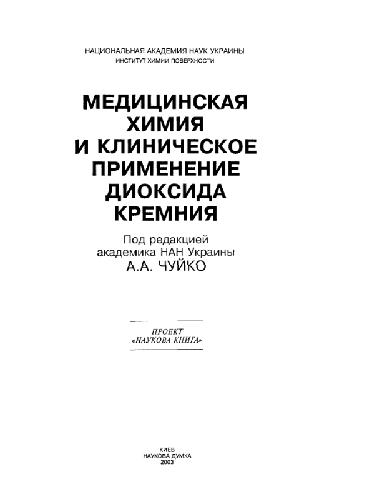 НАЦИОНАЛЬНАЯ АКАДЕМИЯ НАУК УКРАИНЫ
ИНСТИТУТ ХИМИИ ПОВЕРХНОСТИ
МЕДИЦИНСКАЯ
ХИМИЯ
И КЛИНИЧЕСКОЕ
ПРИМЕНЕНИЕ
ДИОКСИДА
КРЕМНИЯ
Под редакцией
академика НАН Украины
А.А. ЧУЙКО
ПРОЕКТ
«НАУКОВА КНИГА»
КИЕВ
НАУКОВА ДУМКА
2003